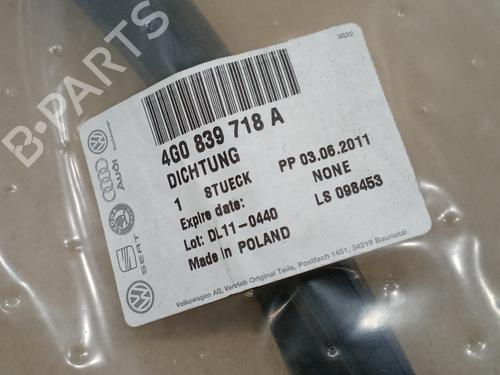 SB22
4G0 839 718 A
DICHTUNG
1 STUECK PP 03.06.2011
Expire date: NONE
Lot: DL11-0440 LS 098453
Made in POLAND
Volkswagen AG, Vertrieb Original Teile, Postfach 1451, 34219 Baunatal
Audi
SEAT
B-PARTS